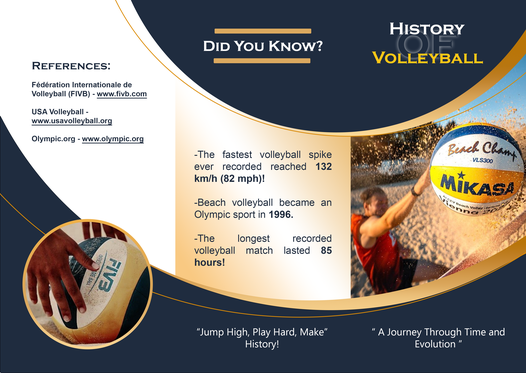 REFERENCES:
Fédération Internationale de
Volleyball (FIVB) - www.fivb.com
USA Volleyball -
www.usavolleyball.org
Olympic.org - www.olympic.org
FIVB
DID YOU KNOW?
-The fastest volleyball spike
ever recorded reached 132
km/h (82 mph)!
-Beach volleyball became an
Olympic sport in 1996.
-The longest recorded
volleyball match lasted 85
hours!
"Jump High, Play Hard, Make"
History!
HISTORY
OF
VOLLEYBALL
Beach Champ
VLS300
MIKASA
Vienna
" A Journey Through Time and
Evolution "